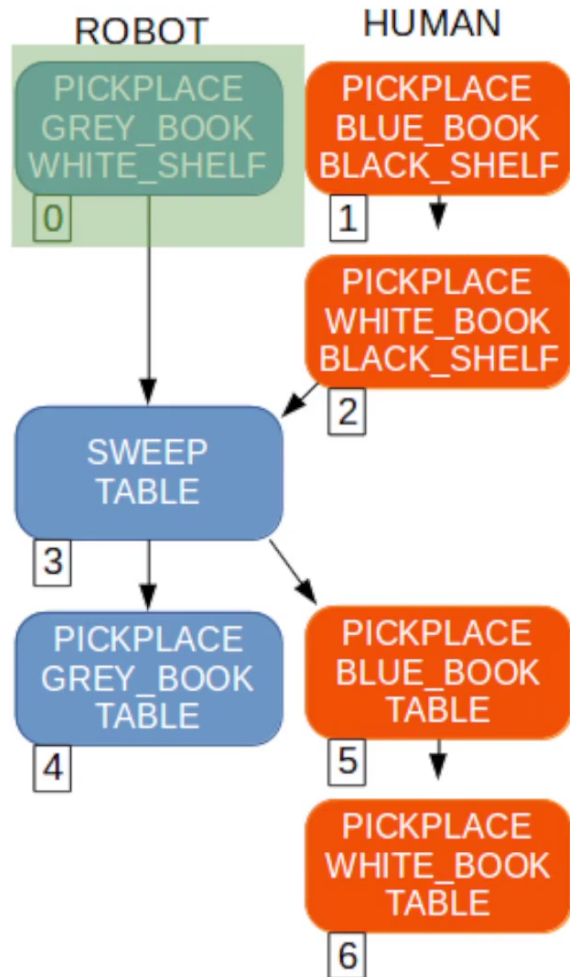 ROBOT
HUMAN
PICKPLACE
GREY_BOOK
WHITE_SHELF
0
PICKPLACE
BLUE_BOOK
BLACK_SHELF
1
PICKPLACE
WHITE_BOOK
BLACK_SHELF
2
SWEEP
TABLE
3
PICKPLACE
GREY_BOOK
TABLE
4
PICKPLACE
BLUE_BOOK
TABLE
5
PICKPLACE
WHITE_BOOK
TABLE
6